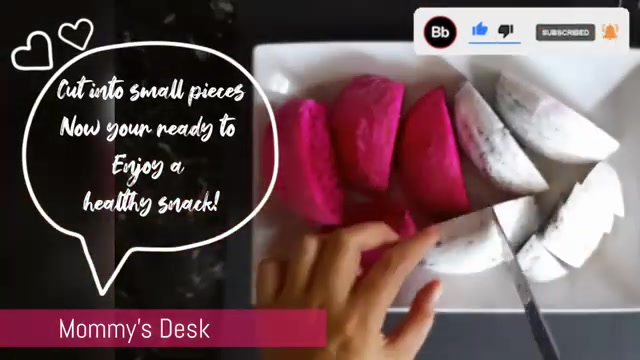 Bb
SUBSCRIBED
Cut into small pieces
Now your ready to
Enjoy a
healthy snack!
Mommy's Desk